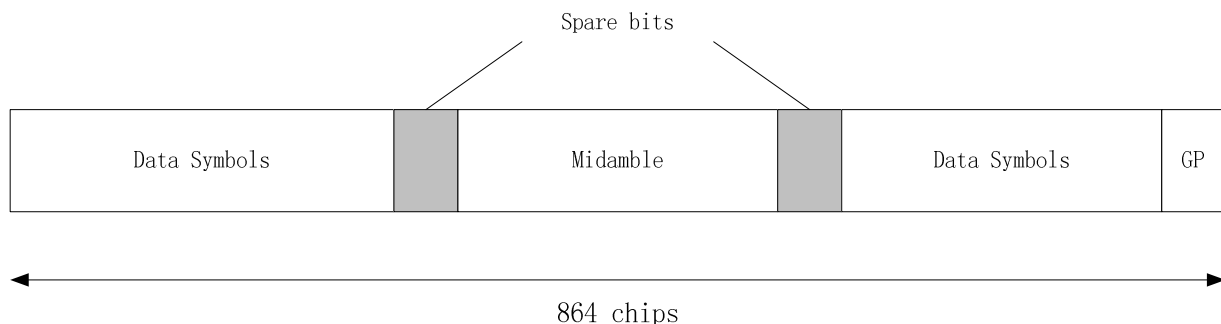 Spare bits
Data Symbols
Midamble
Data Symbols
GP
864 chips